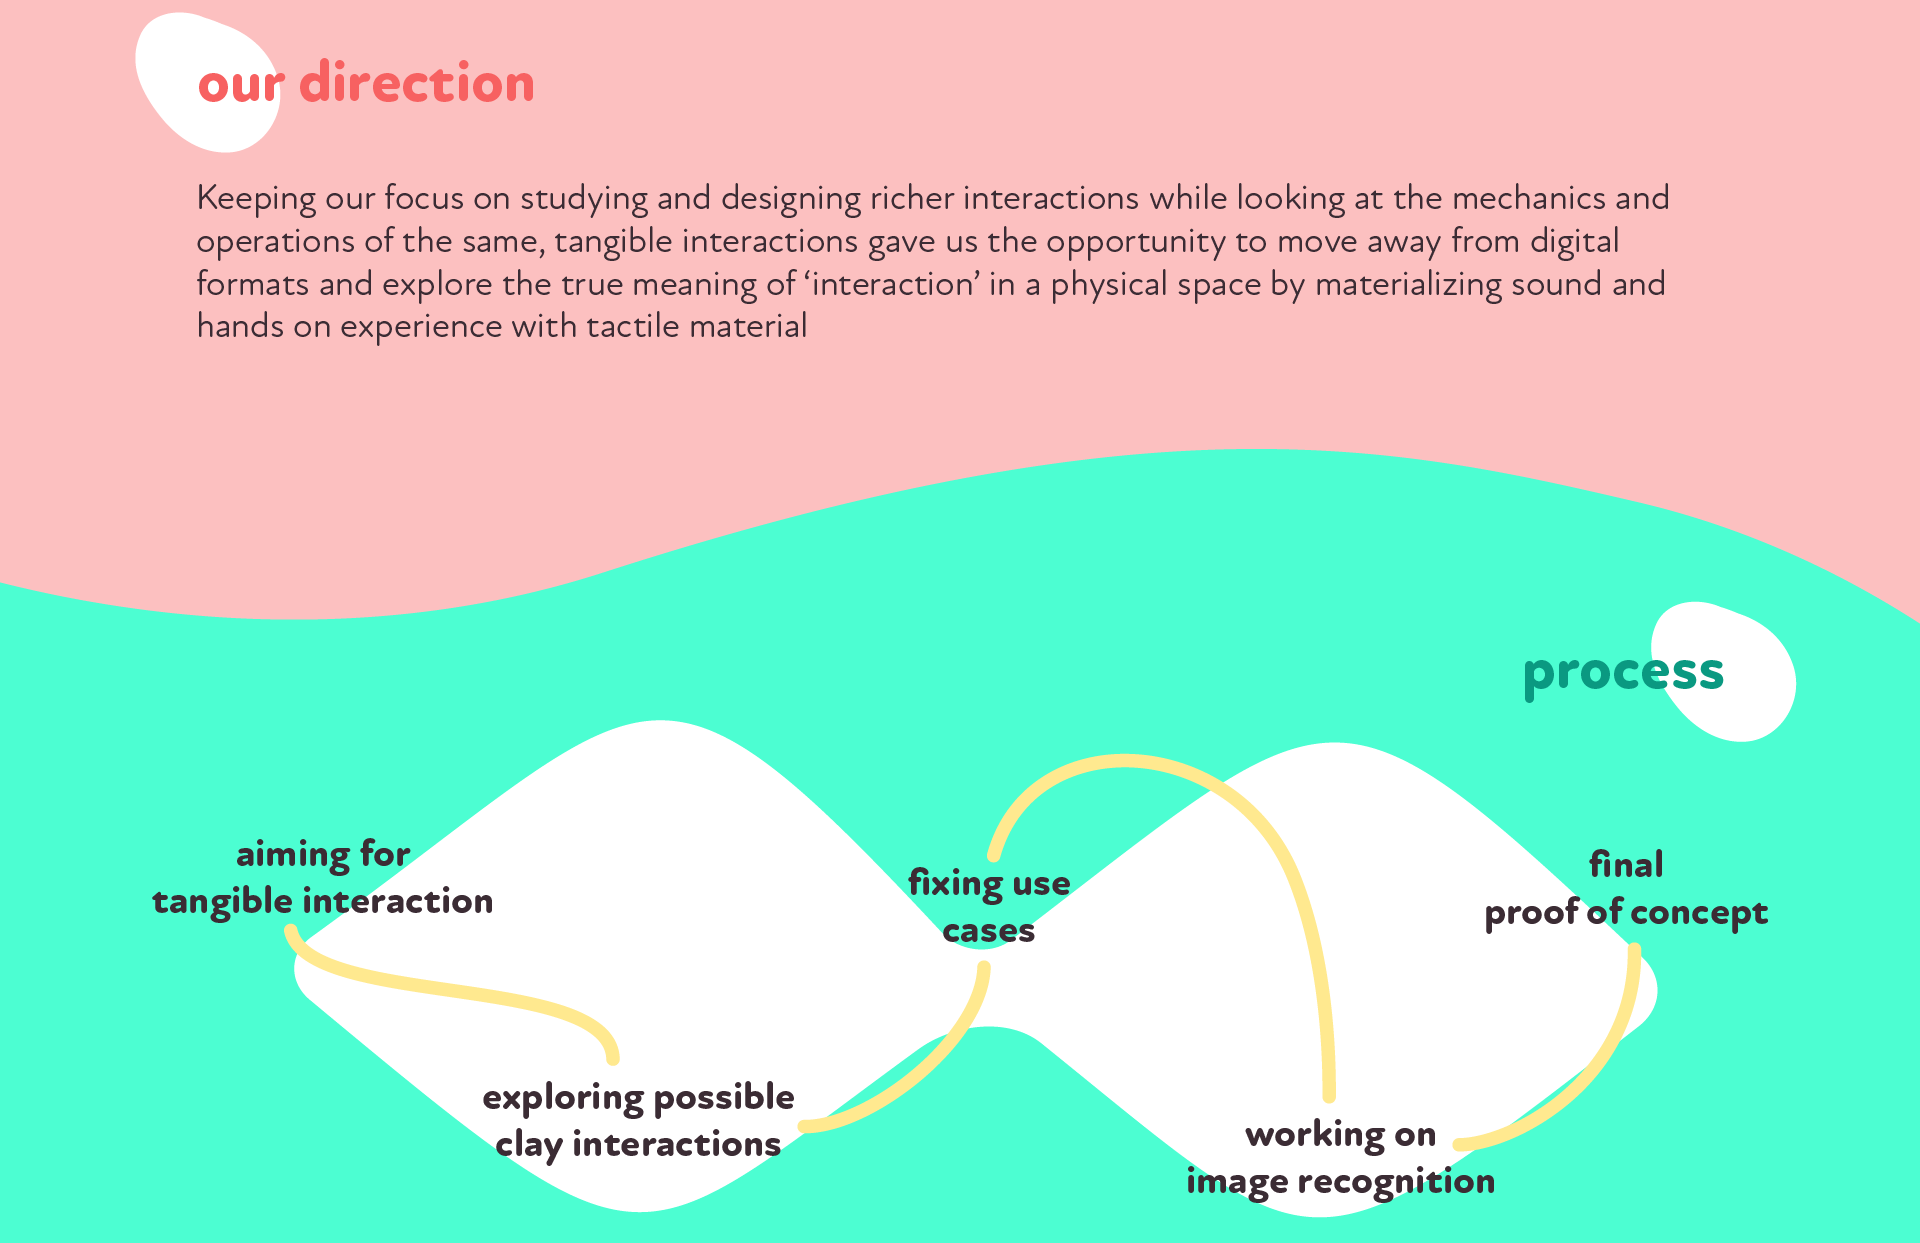 our direction
Keeping our focus on studying and designing richer interactions while looking at the mechanics and
operations of the same, tangible interactions gave us the opportunity to move away from digital
formats and explore the true meaning of ‘interaction’ in a physical space by materializing sound and
hands on experience with tactile material
process
aiming for
tangible interaction
exploring possible
clay interactions
fixing use
cases
working on
image recognition
final
proof of concept